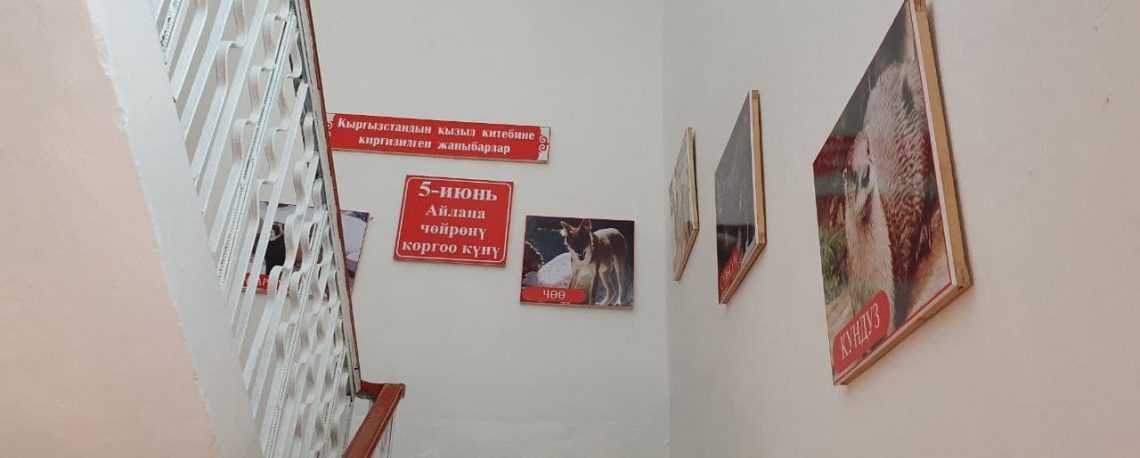 Кыргызстандын кызыл китебине
киргизилген жаныбарлар
5-июнь
Айлана
чөйрөнү
коргоо күнү
ЧӨӨ
КУНДУЗ